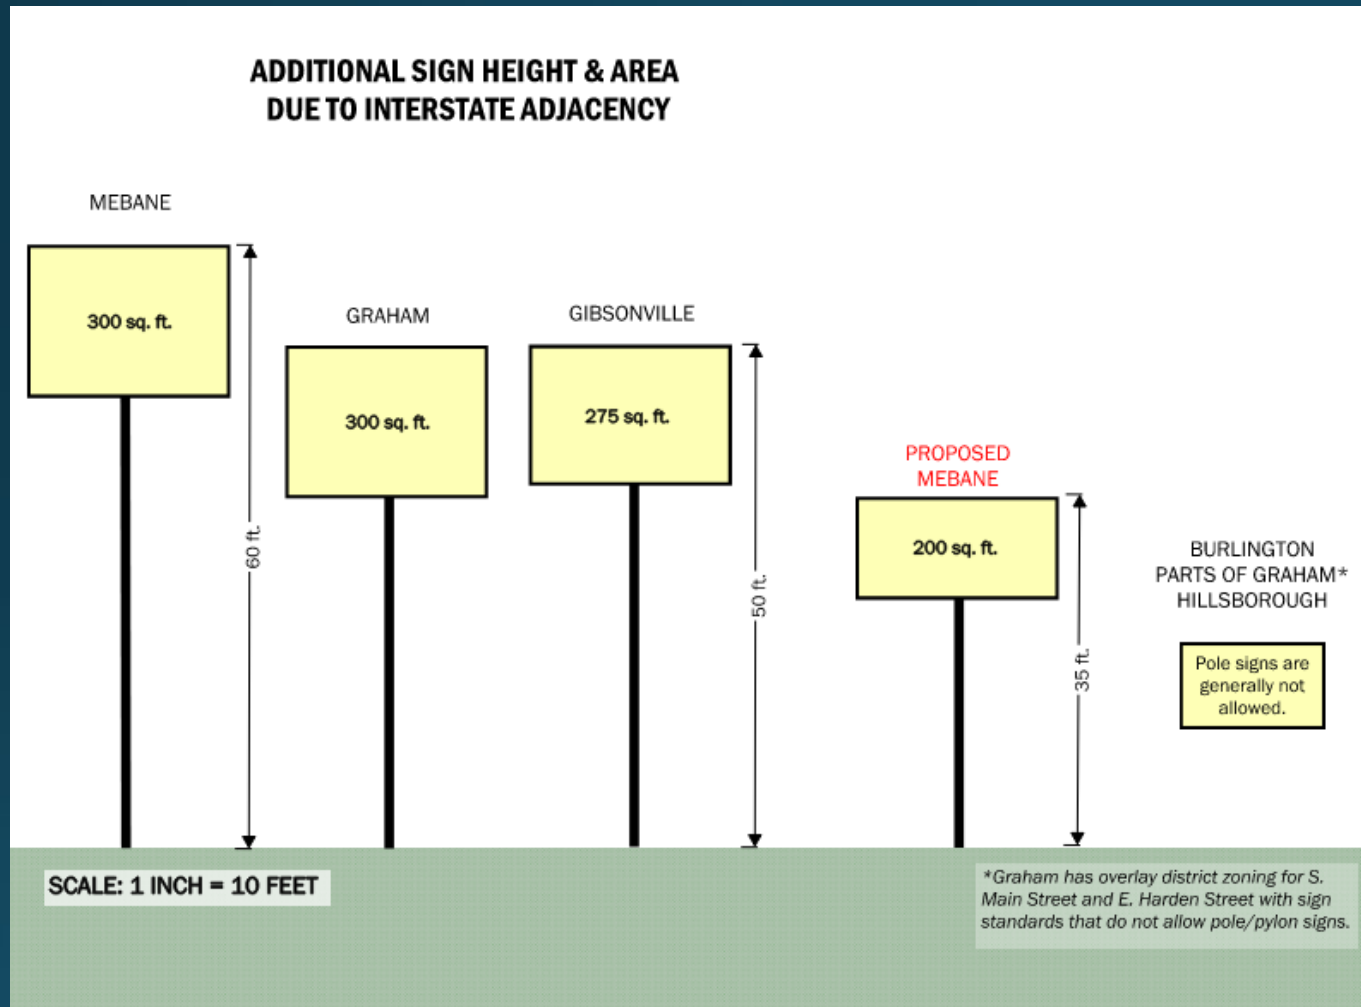 ADDITIONAL SIGN HEIGHT & AREA
DUE TO INTERSTATE ADJACENCY
MEBANE
300 sq. ft.
60 ft.
GRAHAM
300 sq. ft.
GIBSONVILLE
275 sq. ft.
50 ft.
PROPOSED
MEBANE
200 sq. ft.
35 ft.
BURLINGTON
PARTS OF GRAHAM*
HILLSBOROUGH
Pole signs are
generally not
allowed.
SCALE: 1 INCH = 10 FEET
*Graham has overlay district zoning for S.
Main Street and E. Harden Street with sign
standards that do not allow pole/pylon signs.